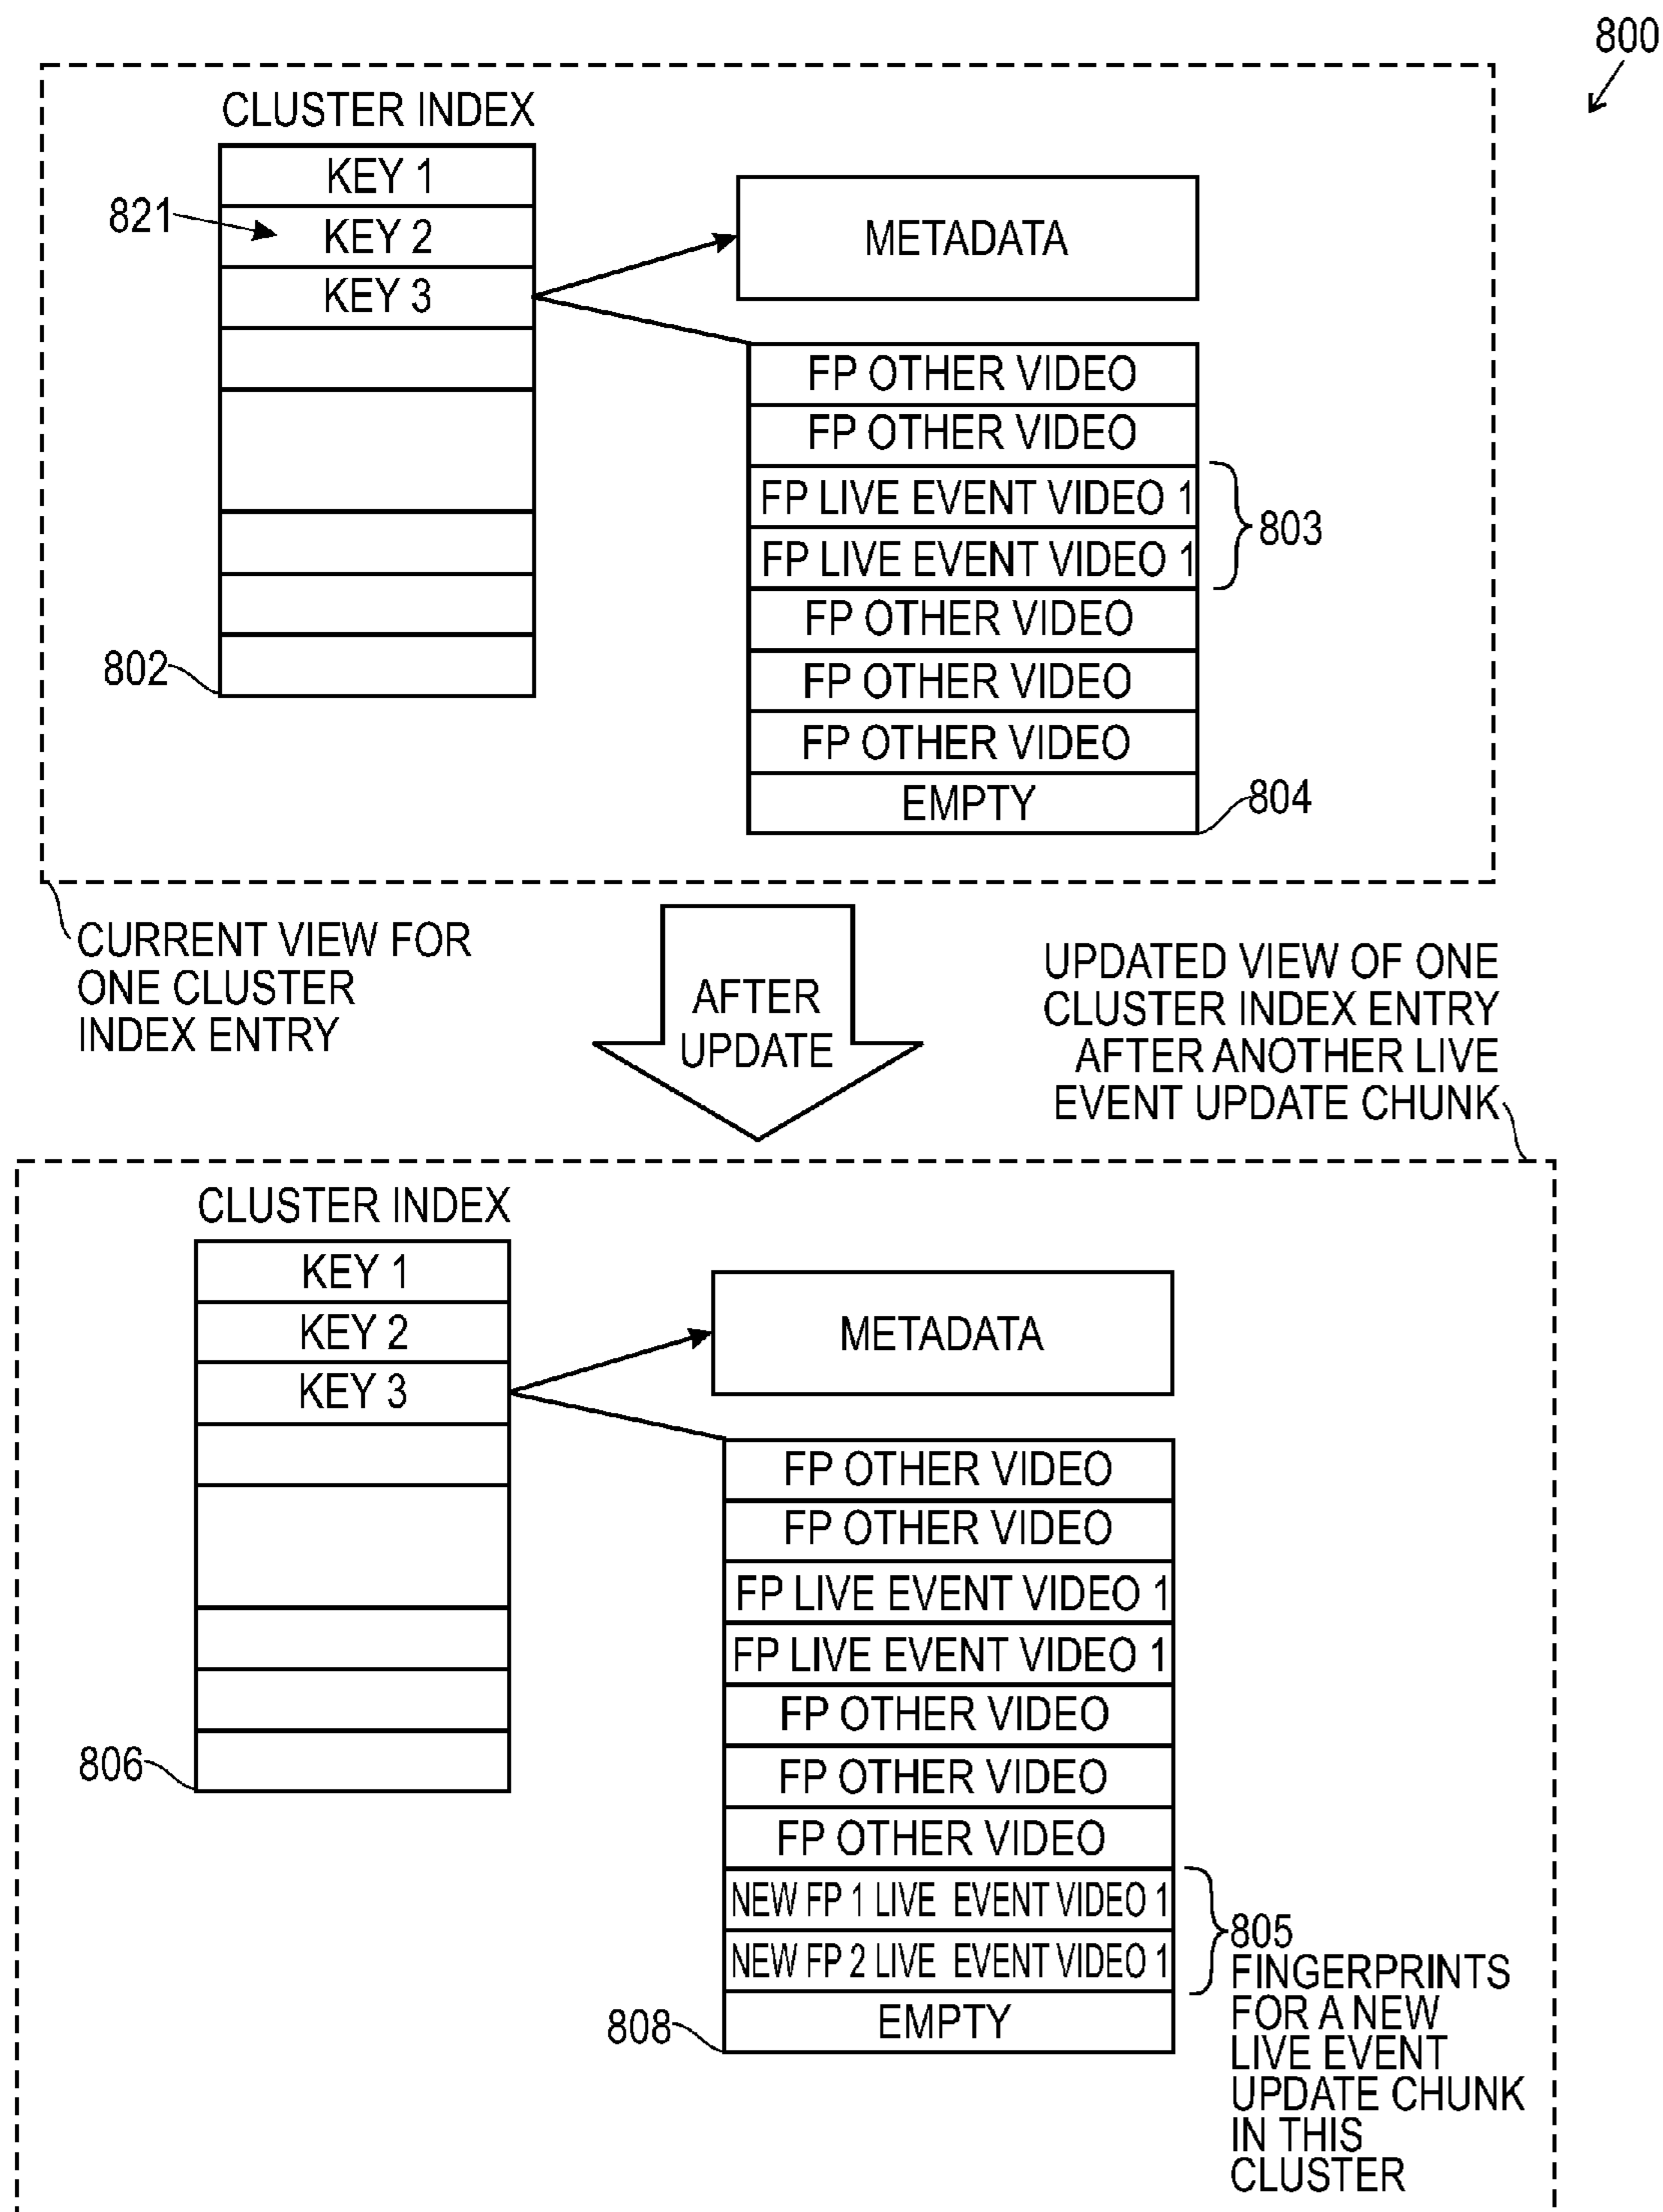 800
CLUSTER INDEX
KEY 1
821
KEY 2
KEY 3
METADATA
FP OTHER VIDEO
FP OTHER VIDEO
FP LIVE EVENT VIDEO 1
FP LIVE EVENT VIDEO 1
803
FP OTHER VIDEO
FP OTHER VIDEO
FP OTHER VIDEO
EMPTY
802
804
CURRENT VIEW FOR
ONE CLUSTER
INDEX ENTRY
AFTER
UPDATE
UPDATED VIEW OF ONE
CLUSTER INDEX ENTRY
AFTER ANOTHER LIVE
EVENT UPDATE CHUNK
CLUSTER INDEX
KEY 1
KEY 2
KEY 3
METADATA
FP OTHER VIDEO
FP OTHER VIDEO
FP LIVE EVENT VIDEO 1
FP LIVE EVENT VIDEO 1
FP OTHER VIDEO
FP OTHER VIDEO
FP OTHER VIDEO
NEW FP 1 LIVE EVENT VIDEO 1
NEW FP 2 LIVE EVENT VIDEO 1
EMPTY
806
808
805
FINGERPRINTS
FOR A NEW
LIVE EVENT
UPDATE CHUNK
IN THIS
CLUSTER